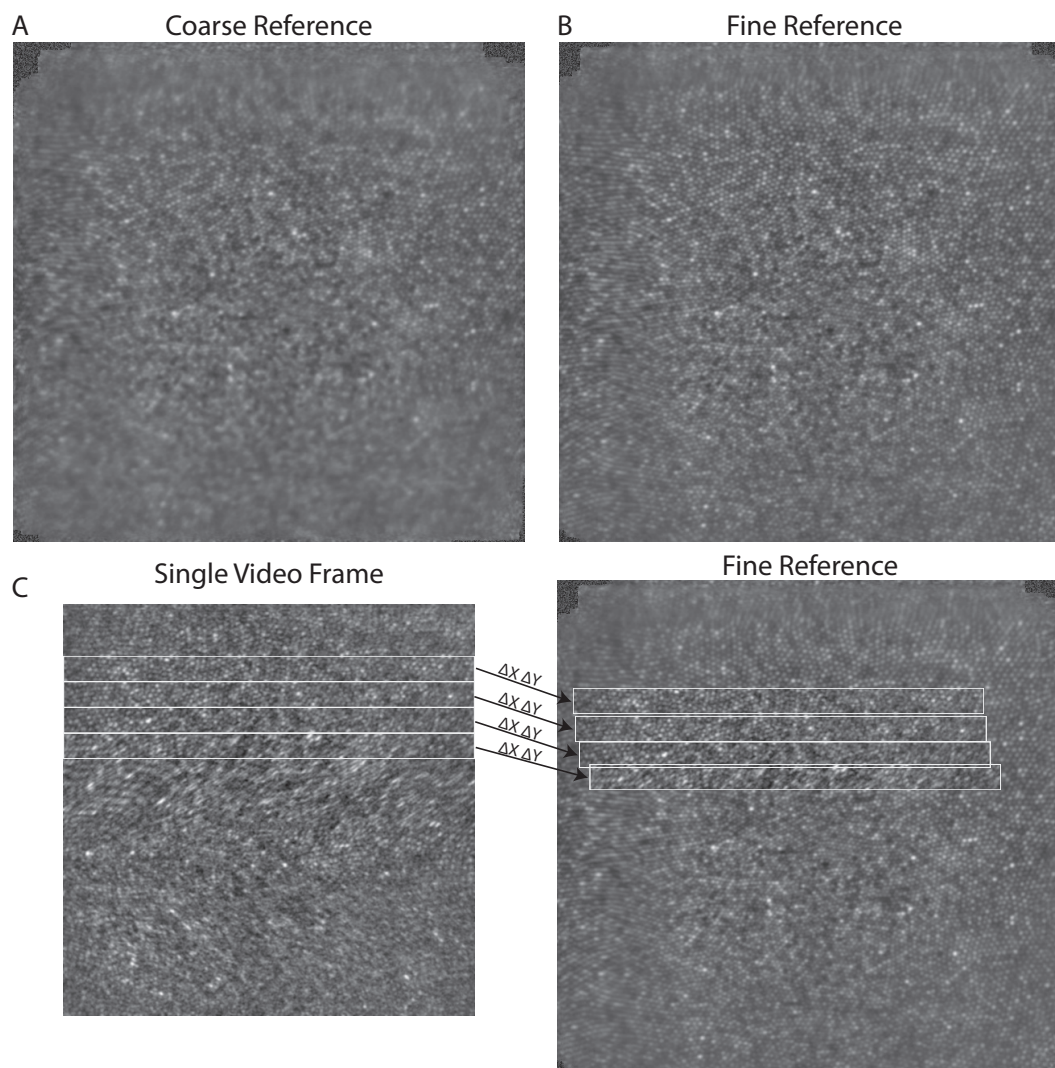 A
Coarse Reference
B
Fine Reference
C
Single Video Frame
Fine Reference
ΔX ΔY
ΔX ΔY
ΔX ΔY
ΔX ΔY